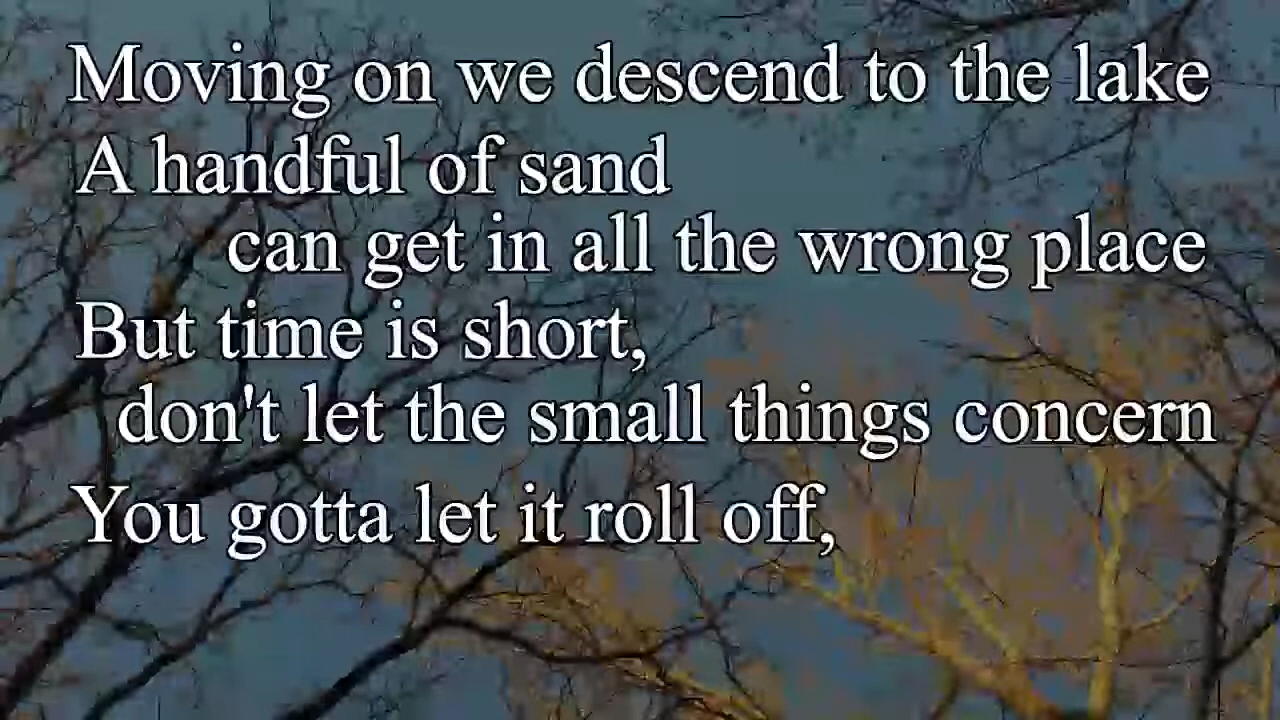 Moving on we descend to the lake
A handful of sand
can get in all the wrong place
But time is short,
don't let the small things concern
You gotta let it roll off,